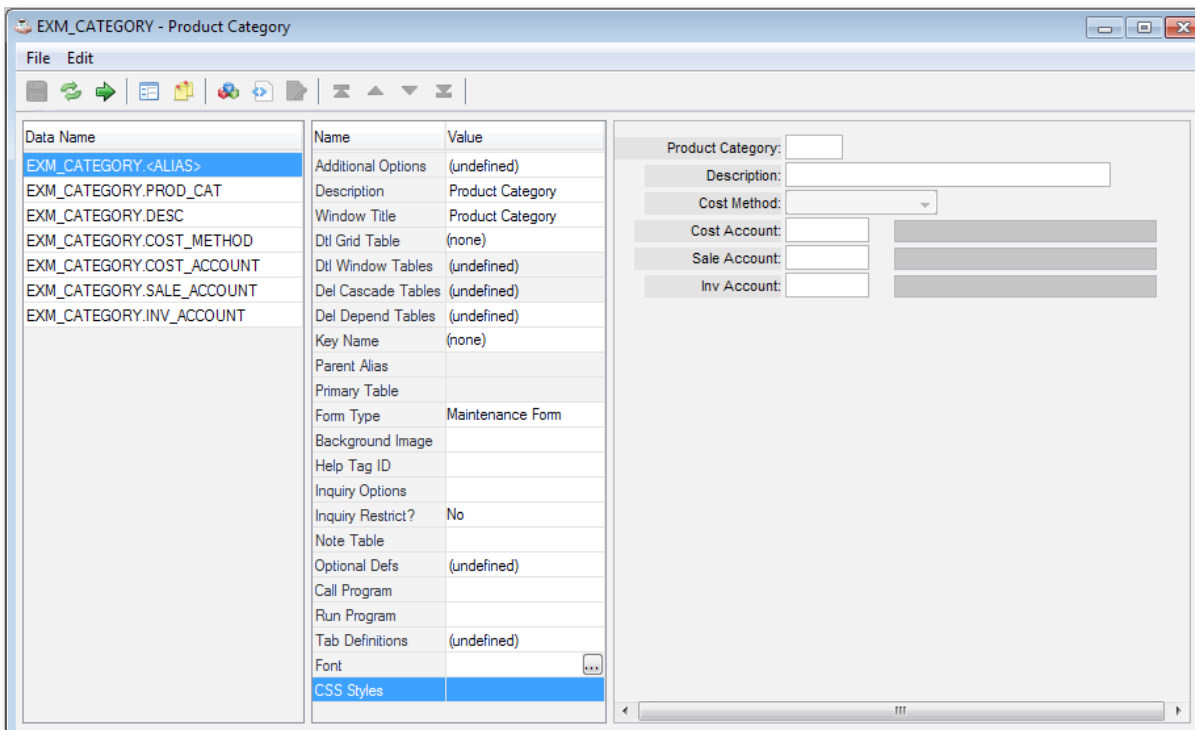 EXM_CATEGORY - Product Category
File Edit
Data Name
EXM_CATEGORY.<ALIAS>
EXM_CATEGORY.PROD_CAT
EXM_CATEGORY.DESC
EXM_CATEGORY.COST_METHOD
EXM_CATEGORY.COST_ACCOUNT
EXM_CATEGORY.SALE_ACCOUNT
EXM_CATEGORY.INV_ACCOUNT
Name Value
Additional Options (undefined)
Description Product Category
Window Title Product Category
Dtl Grid Table (none)
Dtl Window Tables (undefined)
Del Cascade Tables (undefined)
Del Depend Tables (undefined)
Key Name (none)
Parent Alias
Primary Table
Form Type Maintenance Form
Background Image
Help Tag ID
Inquiry Options
Inquiry Restrict? No
Note Table
Optional Defs (undefined)
Call Program
Run Program
Tab Definitions (undefined)
Font ...
CSS Styles
Product Category:
Description:
Cost Method:
Cost Account:
Sale Account:
Inv Account: